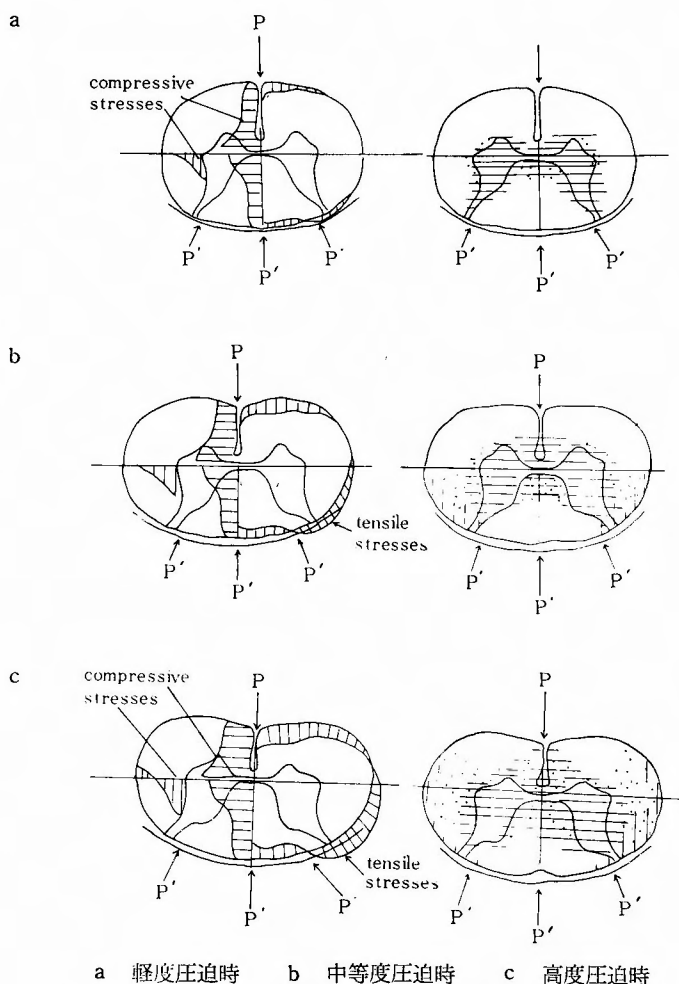 a
P
compressive
stresses
P' P' P'
P' P' P'
b
P P
tensile
stresses
P' P' P'
P' P' P'
c
compressive
stresses
P P
tensile
stresses
P' P' P'
P' P' P'
a 軽度圧迫時 b 中等度圧迫時 c 高度圧迫時